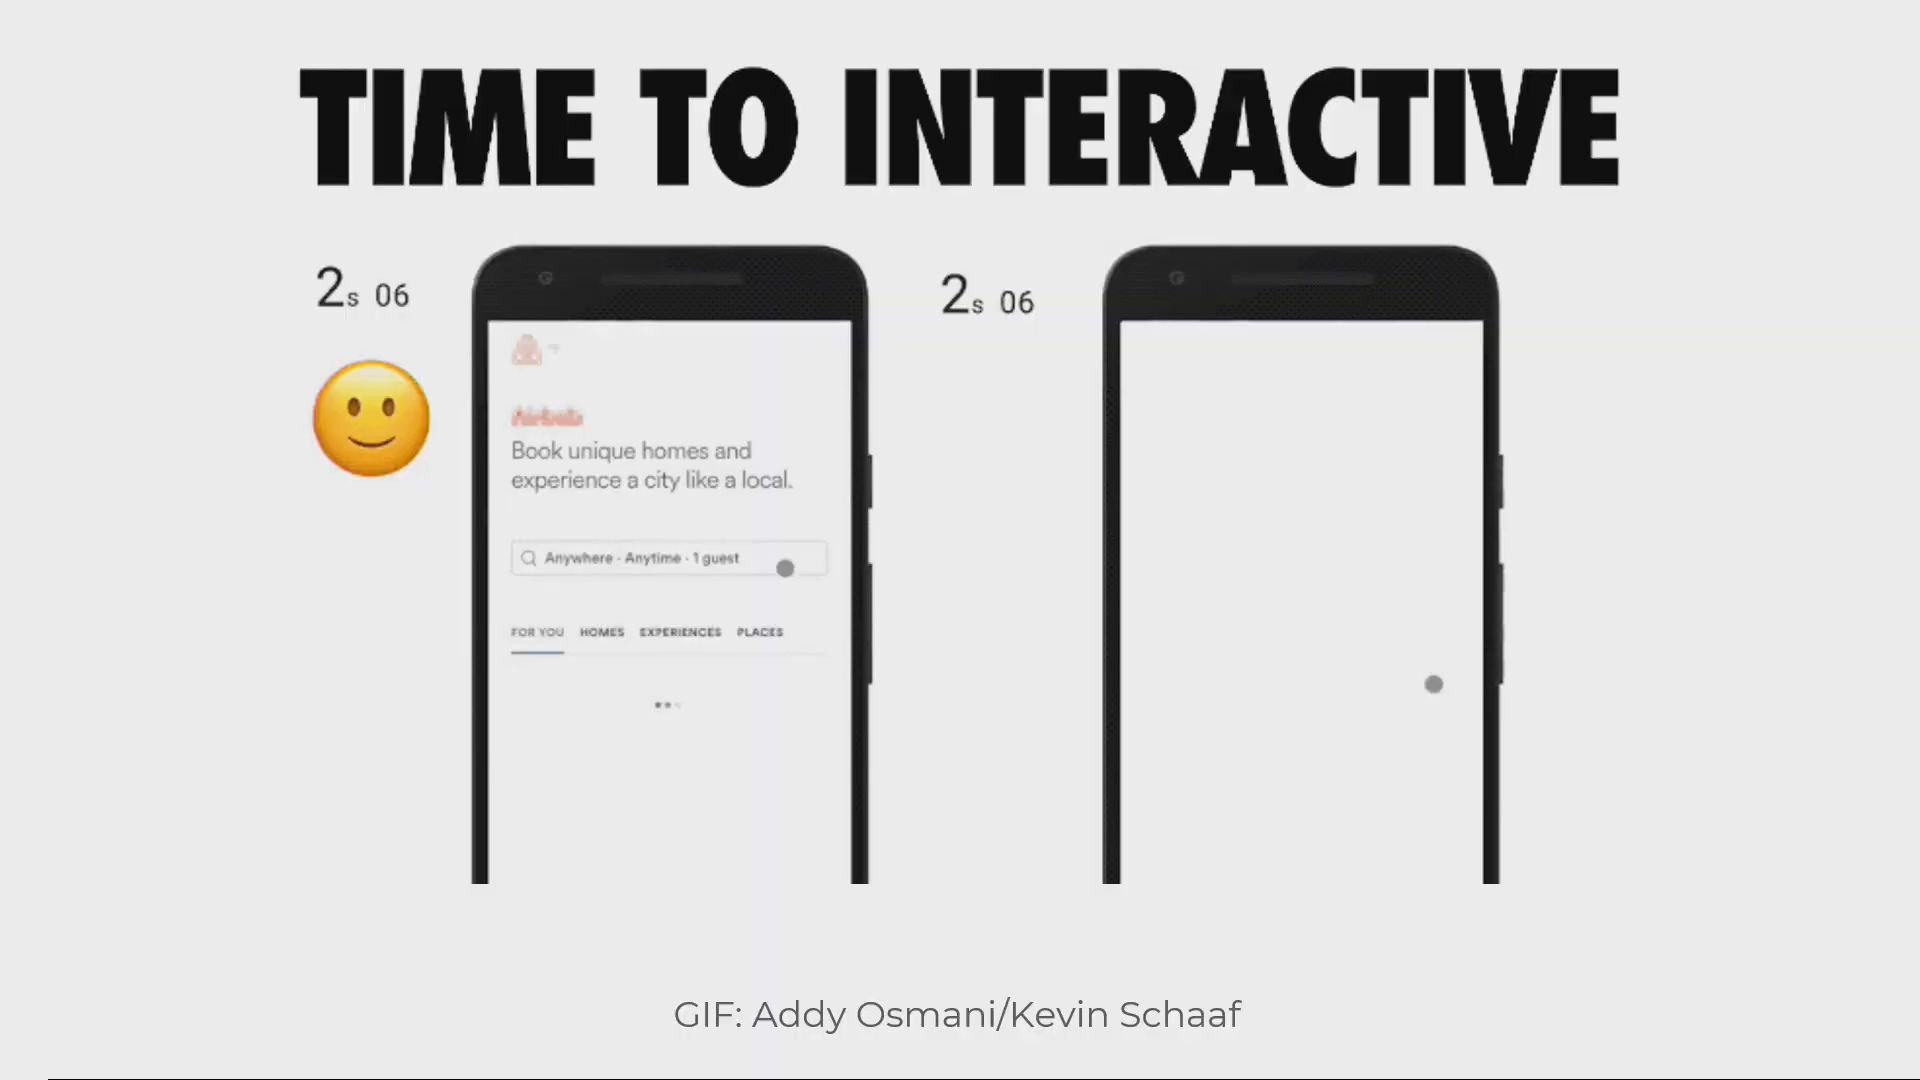 TIME TO INTERACTIVE
2s 06
2s 06
Airbnb
Book unique homes and
experience a city like a local.
Anywhere · Anytime · 1 guest
FOR YOU HOMES EXPERIENCES PLACES
GIF: Addy Osmani/Kevin Schaaf